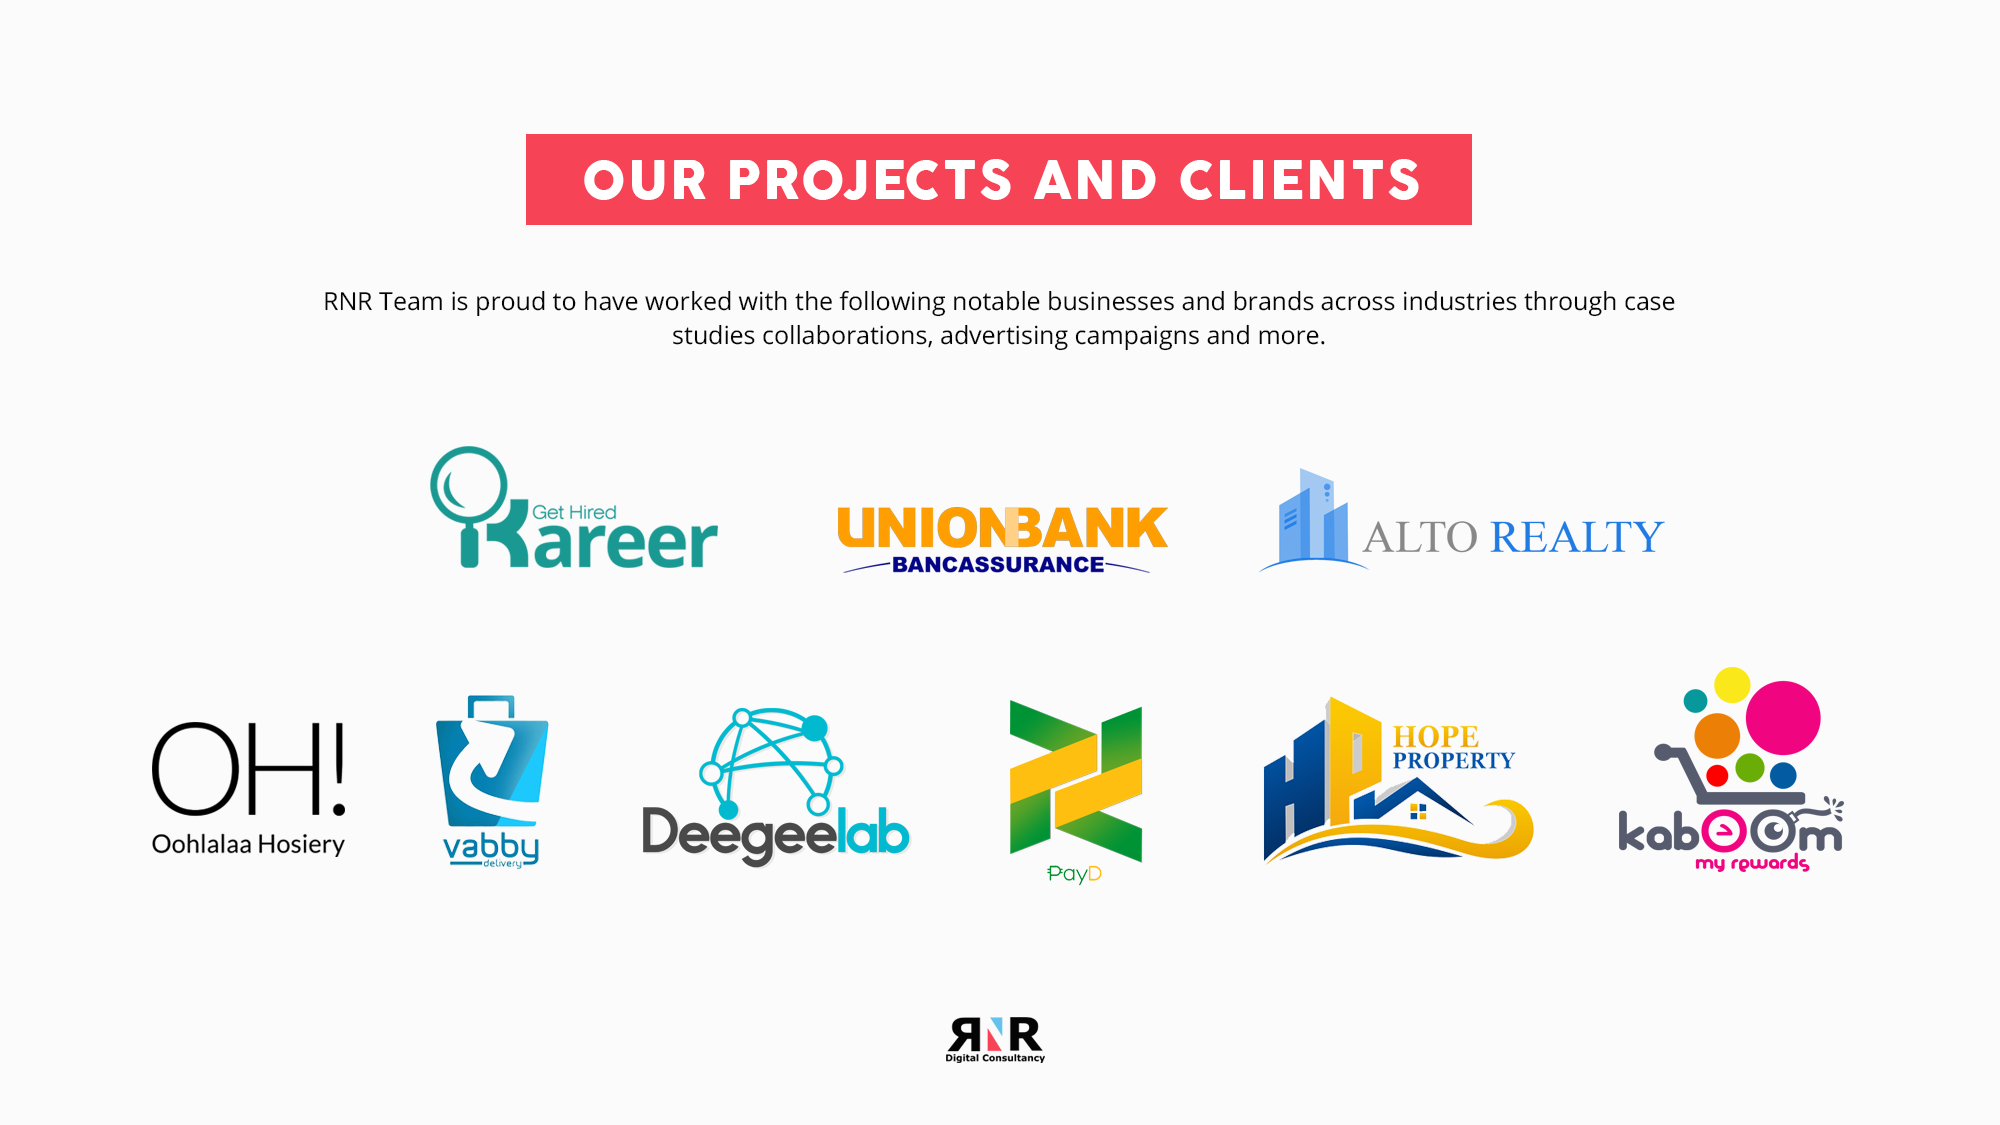 OUR PROJECTS AND CLIENTS
RNR Team is proud to have worked with the following notable businesses and brands across industries through case
studies collaborations, advertising campaigns and more.
Get Hired
Kareer
UNIONBANK
BANCASSURANCE
ALTO REALTY
OH!
Oohlalaa Hosiery
vabby
delivery
Deegeelab
PayD
HP
HOPE
PROPERTY
kaboom
my rewards
RNR
Digital Consultancy